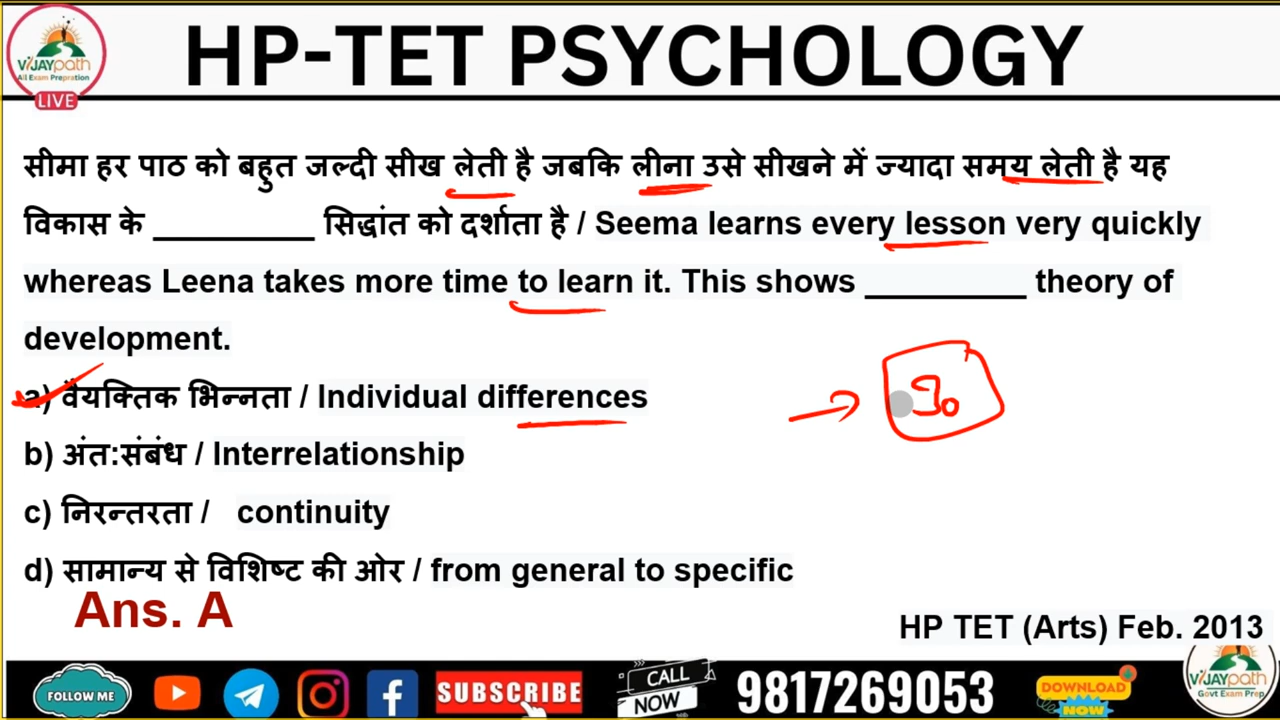 ViJAYpath
All Exam Prepration
LIVE
HP-TET PSYCHOLOGY
सीमा हर पाठ को बहुत जल्दी सीख लेती है जबकि लीना उसे सीखने में ज्यादा समय लेती है यह
विकास के __________ सिद्धांत को दर्शाता है / Seema learns every lesson very quickly
whereas Leena takes more time to learn it. This shows __________ theory of
development.
a) वैयक्तिक भिन्नता / Individual differences
b) अंत:संबंध / Interrelationship
c) निरन्तरता / continuity
d) सामान्य से विशिष्ट की ओर / from general to specific
Ans. A
HP TET (Arts) Feb. 2013
FOLLOW ME
SUBSCRIBE
CALL
NOW
9817269053
DOWNLOAD
NOW
ViJAYpath
Govt Exam Prep